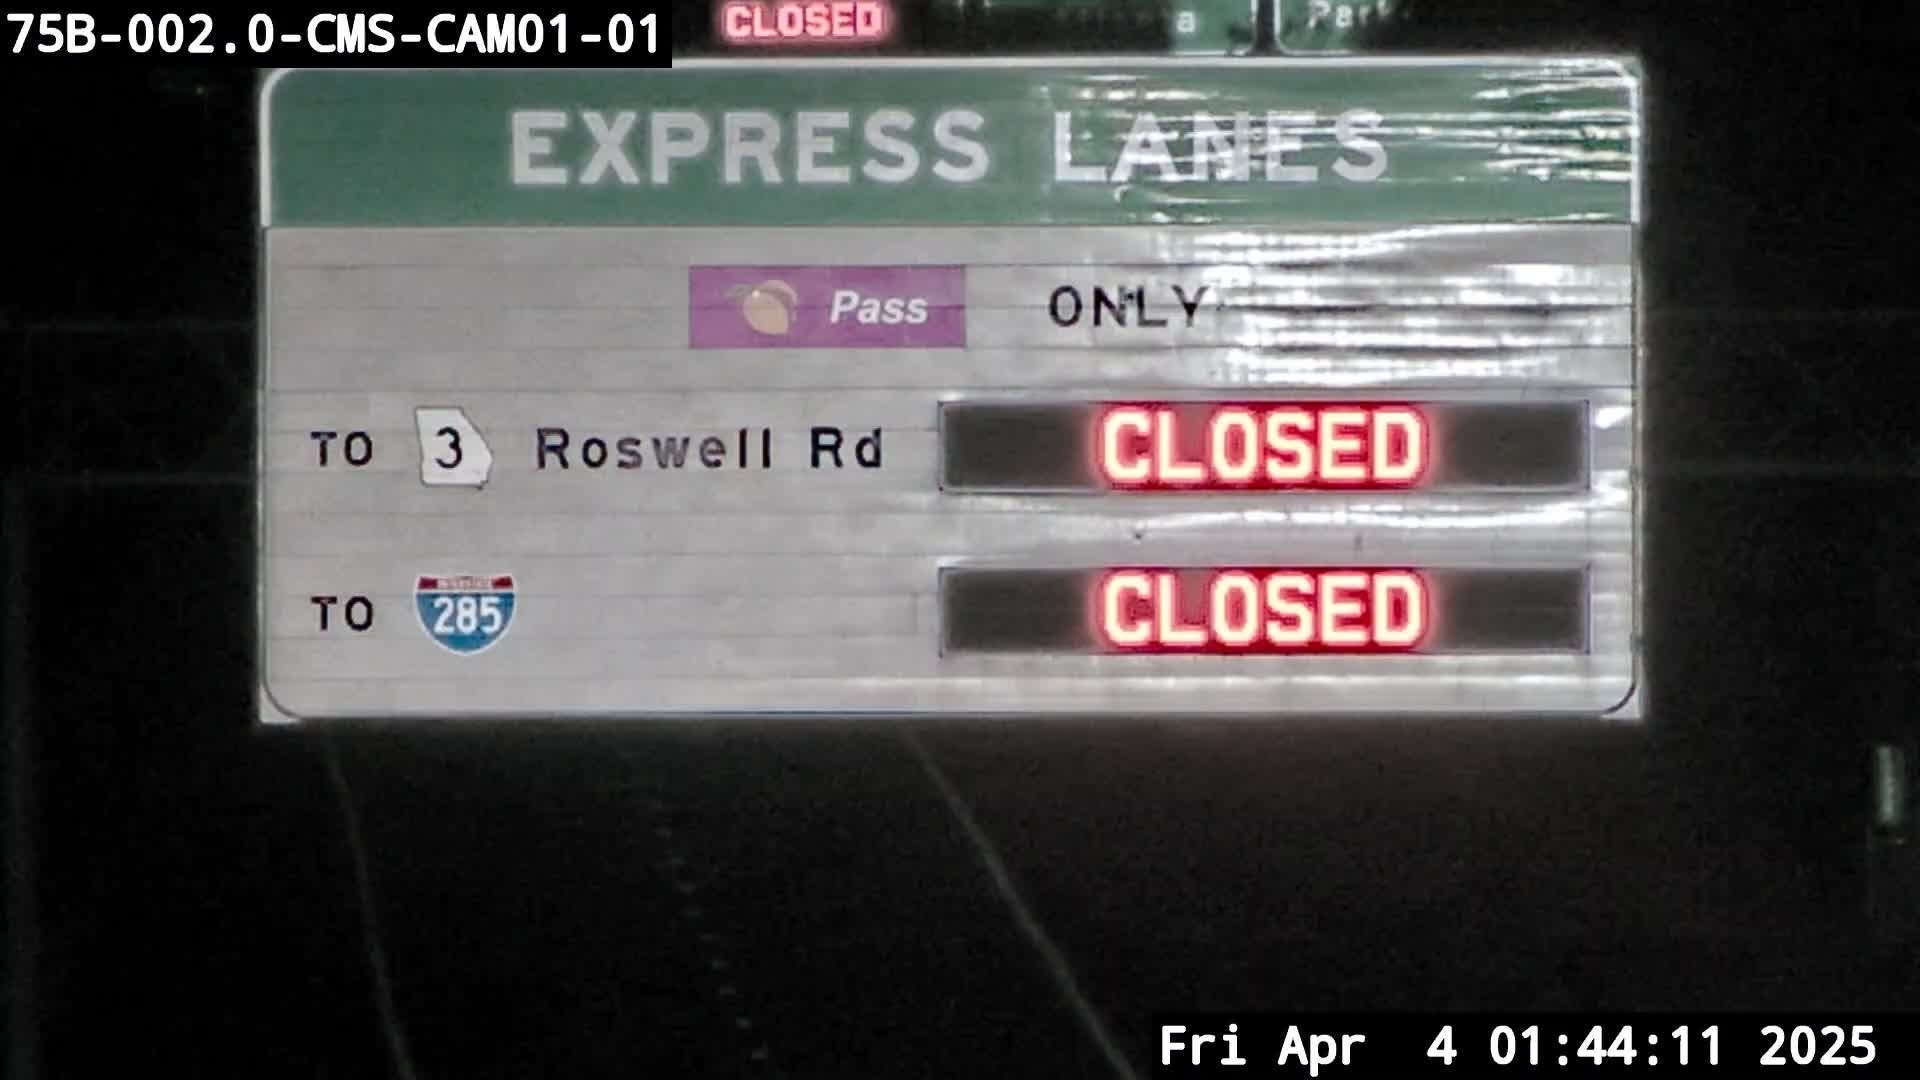 75B-002.0-CMS-CAM01-01
CLOSED
EXPRESS LANES
Pass ONLY
TO 3 Roswell Rd CLOSED
TO 285 CLOSED
Fri Apr 4 01:44:11 2025